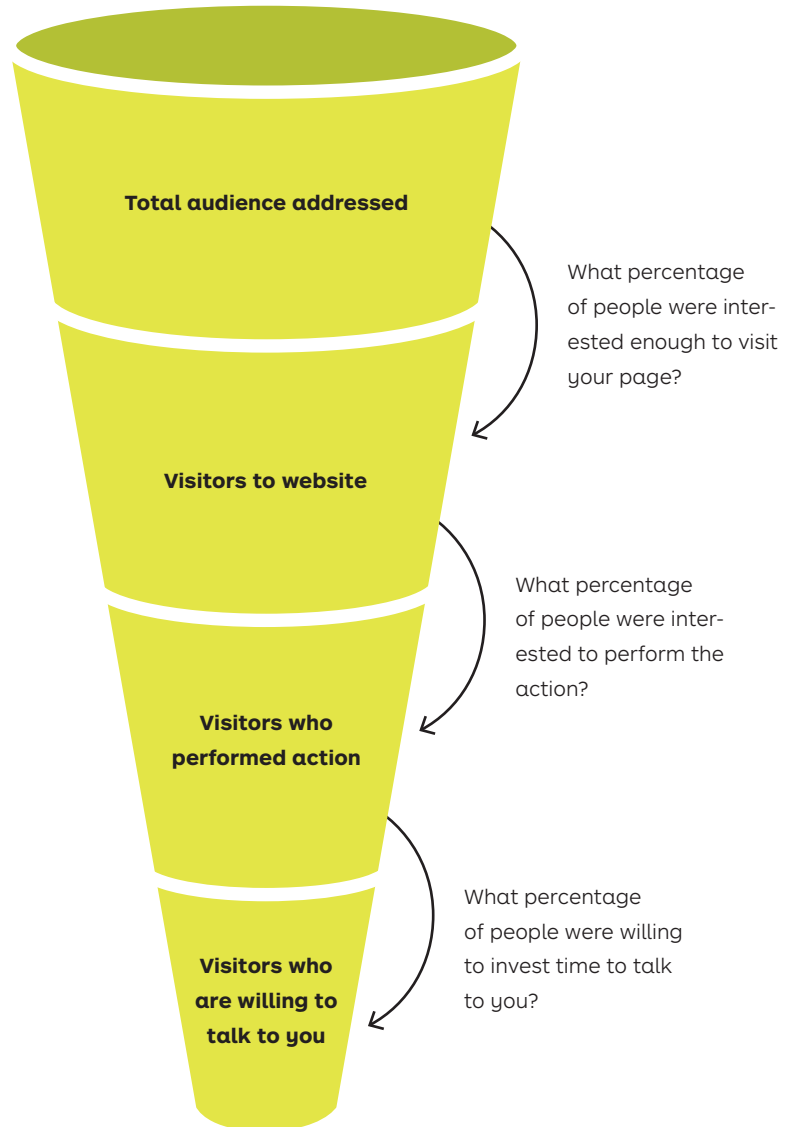 Total audience addressed
What percentage
of people were inter-
ested enough to visit
your page?
Visitors to website
What percentage
of people were inter-
ested to perform the
action?
Visitors who
performed action
What percentage
of people were willing
to invest time to talk
to you?
Visitors who
are willing to
talk to you